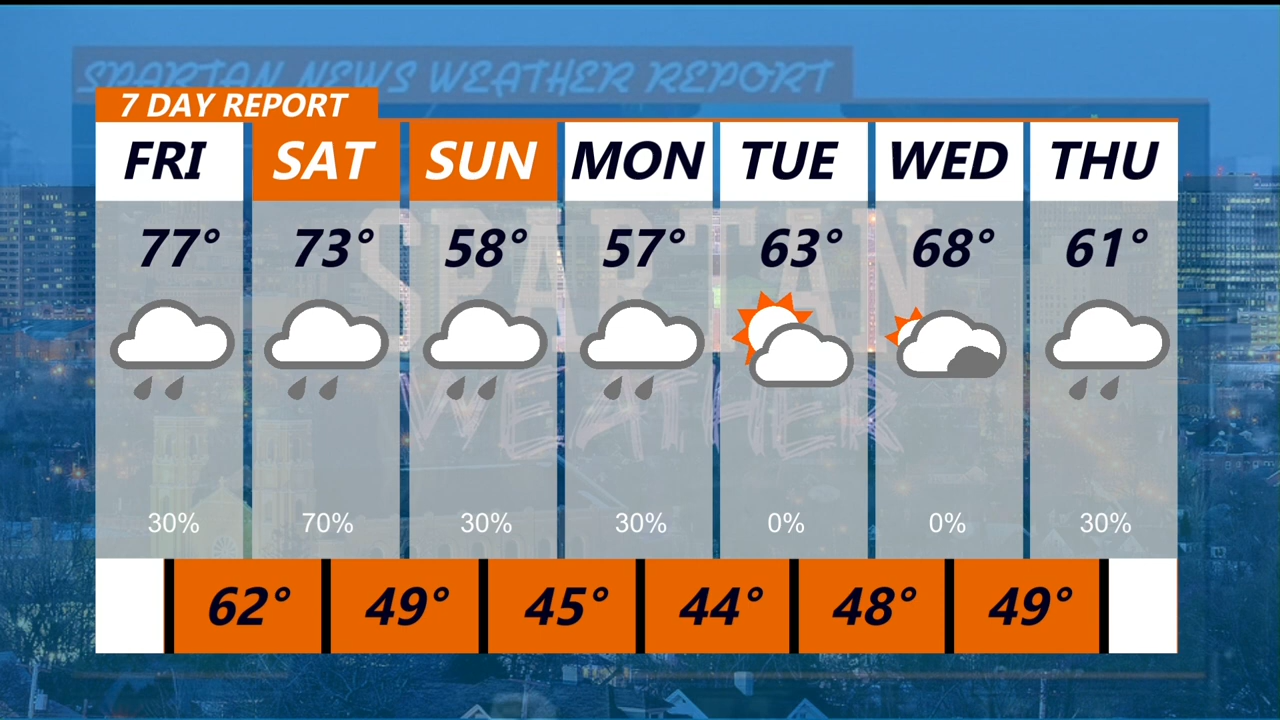 SPARTAN NEWS WEATHER REPORT
7 DAY REPORT
FRI SAT SUN MON TUE WED THU
77° 73° 58° 57° 63° 68° 61°
SPARTAN
WEATHER
30% 70% 30% 30% 0% 0% 30%
62° 49° 45° 44° 48° 49°